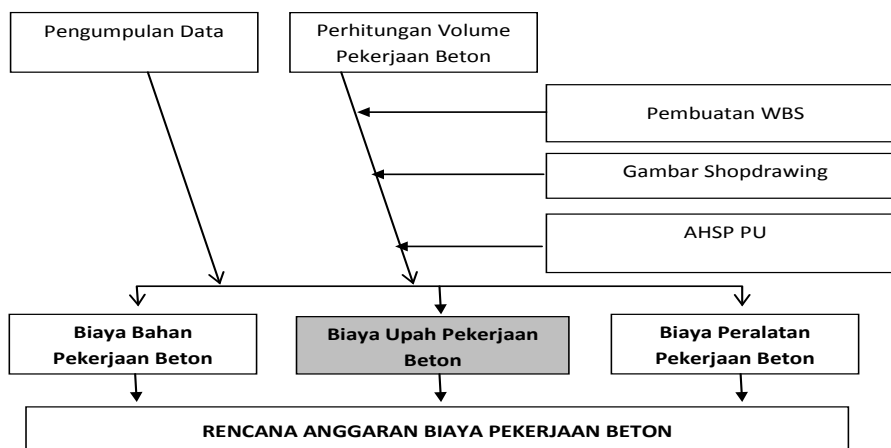 Pengumpulan Data
Perhitungan Volume
Pekerjaan Beton
Pembuatan WBS
Gambar Shopdrawing
AHSP PU
Biaya Bahan
Pekerjaan Beton
Biaya Upah Pekerjaan
Beton
Biaya Peralatan
Pekerjaan Beton
RENCANA ANGGARAN BIAYA PEKERJAAN BETON